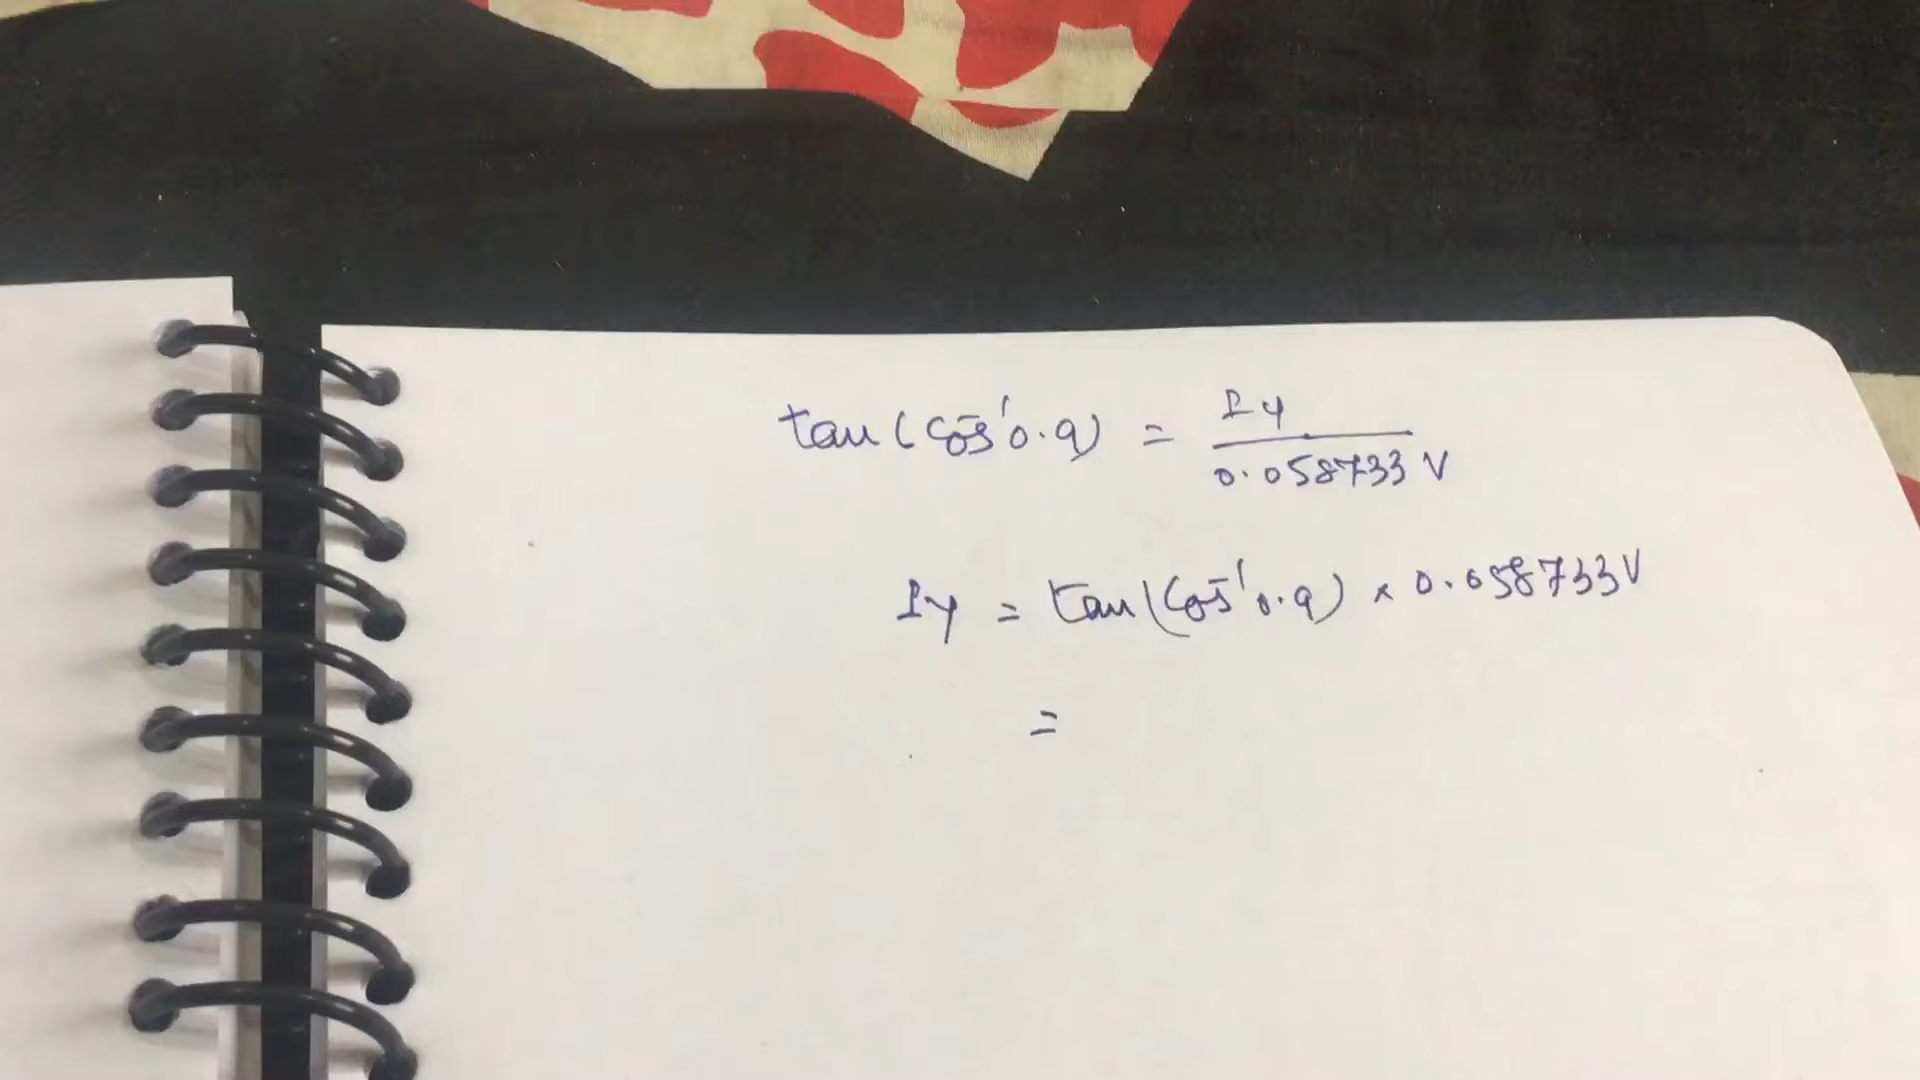 tan(cos⁻¹0.9) = Iy / 0.058733 V
Iy = tan(cos⁻¹0.9) × 0.058733V
=